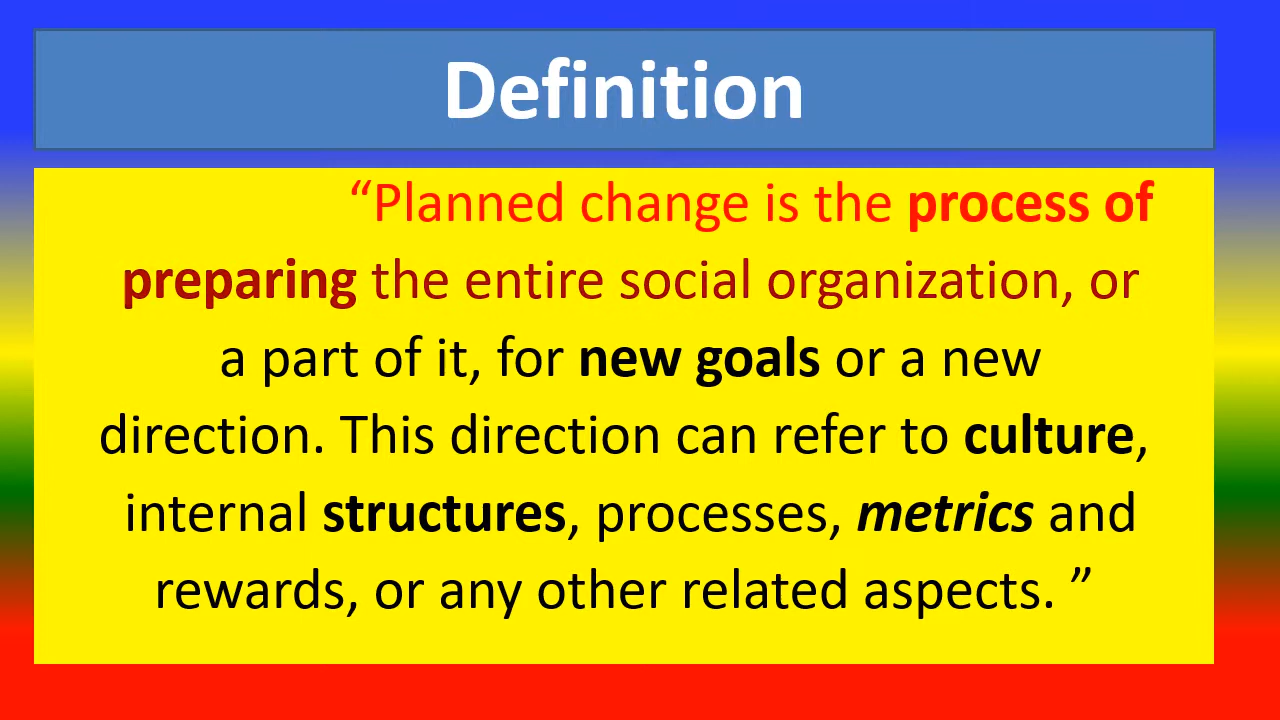 Definition
“Planned change is the process of
preparing the entire social organization, or
a part of it, for new goals or a new
direction. This direction can refer to culture,
internal structures, processes, metrics and
rewards, or any other related aspects. ”